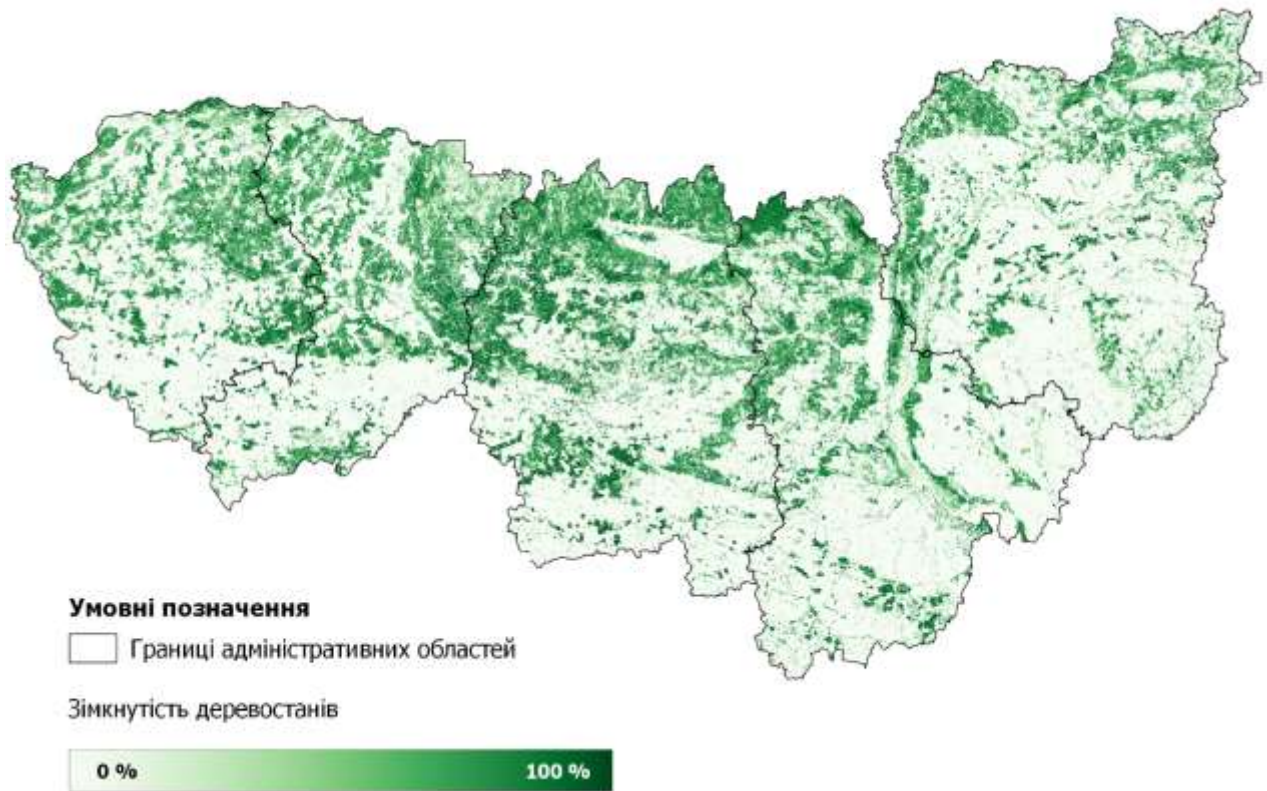 Умовні позначення
Границі адміністративних областей
Зімкнутість деревостанів
0 % 100 %